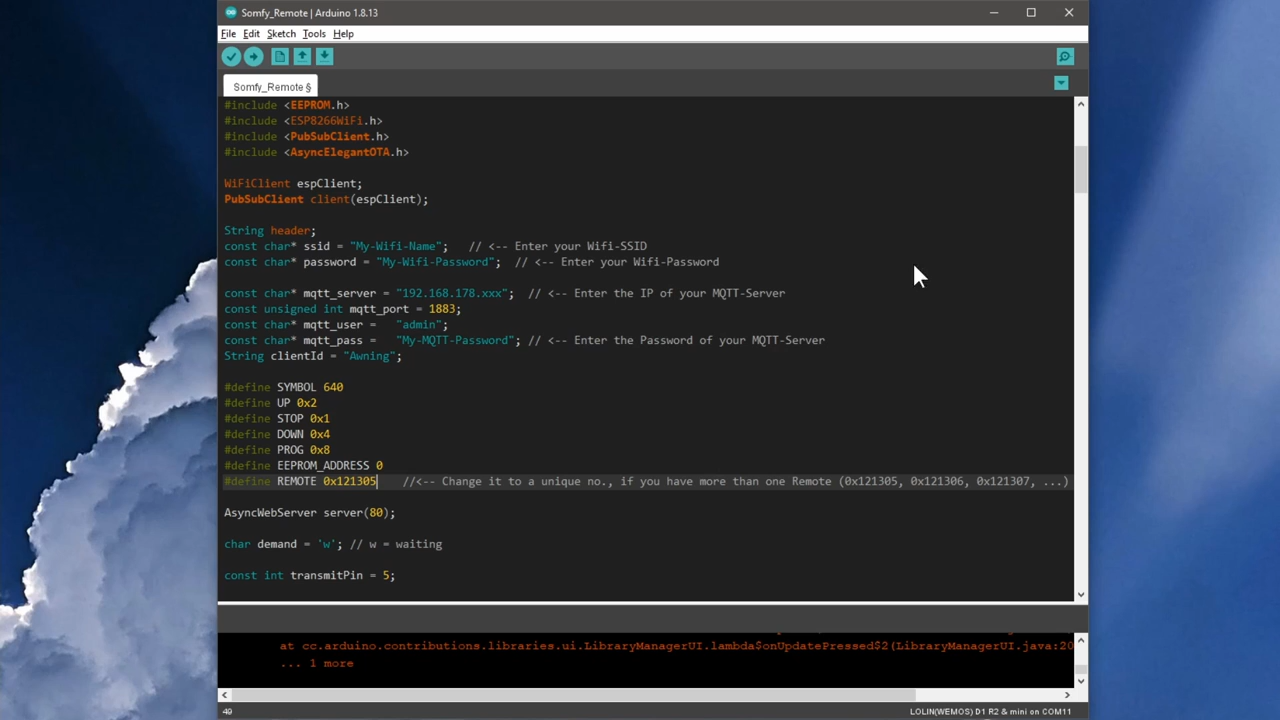 Somfy_Remote | Arduino 1.8.13
File Edit Sketch Tools Help
Somfy_Remote §
#include <EEPROM.h>
#include <ESP8266WiFi.h>
#include <PubSubClient.h>
#include <AsyncElegantOTA.h>
WiFiClient espClient;
PubSubClient client(espClient);
String header;
const char* ssid = "My-Wifi-Name"; // <-- Enter your Wifi-SSID
const char* password = "My-Wifi-Password"; // <-- Enter your Wifi-Password
const char* mqtt_server = "192.168.178.xxx"; // <-- Enter the IP of your MQTT-Server
const unsigned int mqtt_port = 1883;
const char* mqtt_user = "admin";
const char* mqtt_pass = "My-MQTT-Password"; // <-- Enter the Password of your MQTT-Server
String clientId = "Awning";
#define SYMBOL 640
#define UP 0x2
#define STOP 0x1
#define DOWN 0x4
#define PROG 0x8
#define EEPROM_ADDRESS 0
#define REMOTE 0x121305 //<-- Change it to a unique no., if you have more than one Remote (0x121305, 0x121306, 0x121307, ...)
AsyncWebServer server(80);
char demand = 'w'; // w = waiting
const int transmitPin = 5;
at cc.arduino.contributions.libraries.ui.LibraryManagerUI.lambda$onUpdatePressed$2(LibraryManagerUI.java:20
... 1 more
49
LOLIN(WEMOS) D1 R2 & mini on COM11